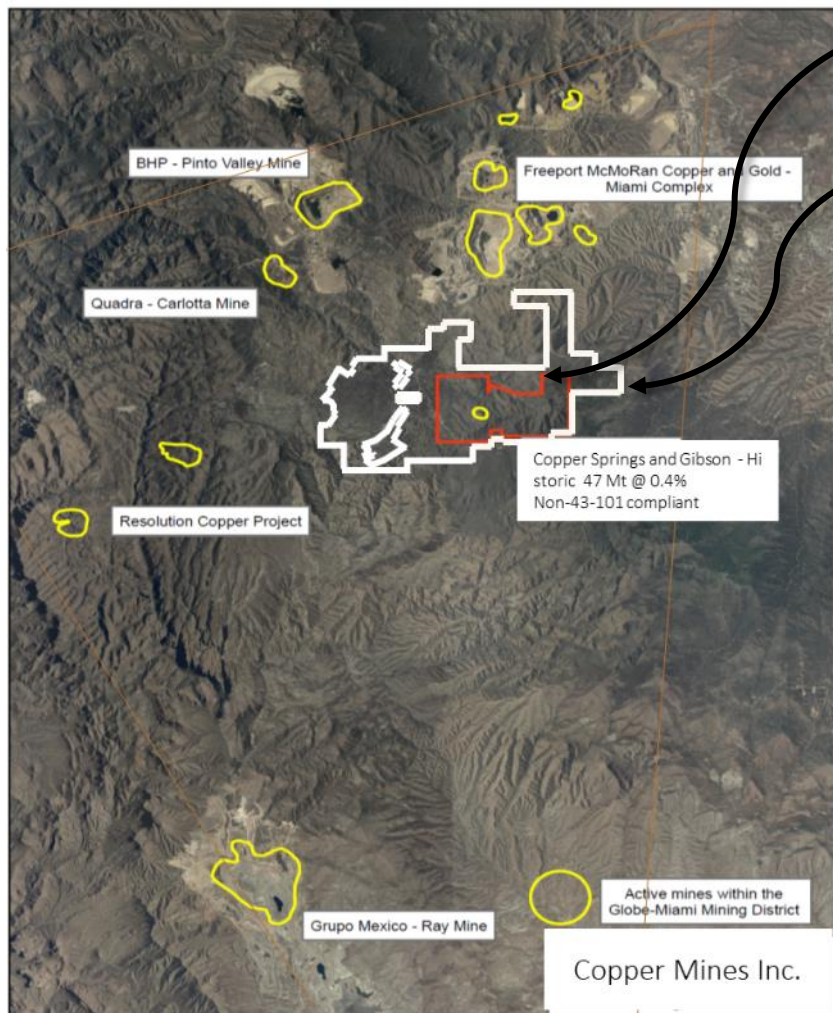 BHP - Pinto Valley Mine
Freeport McMoRan Copper and Gold -
Miami Complex
Quadra - Carlotta Mine
Copper Springs and Gibson - Hi
storic 47 Mt @ 0.4%
Non-43-101 compliant
Resolution Copper Project
Active mines within the
Globe-Miami Mining District
Grupo Mexico - Ray Mine
Copper Mines Inc.